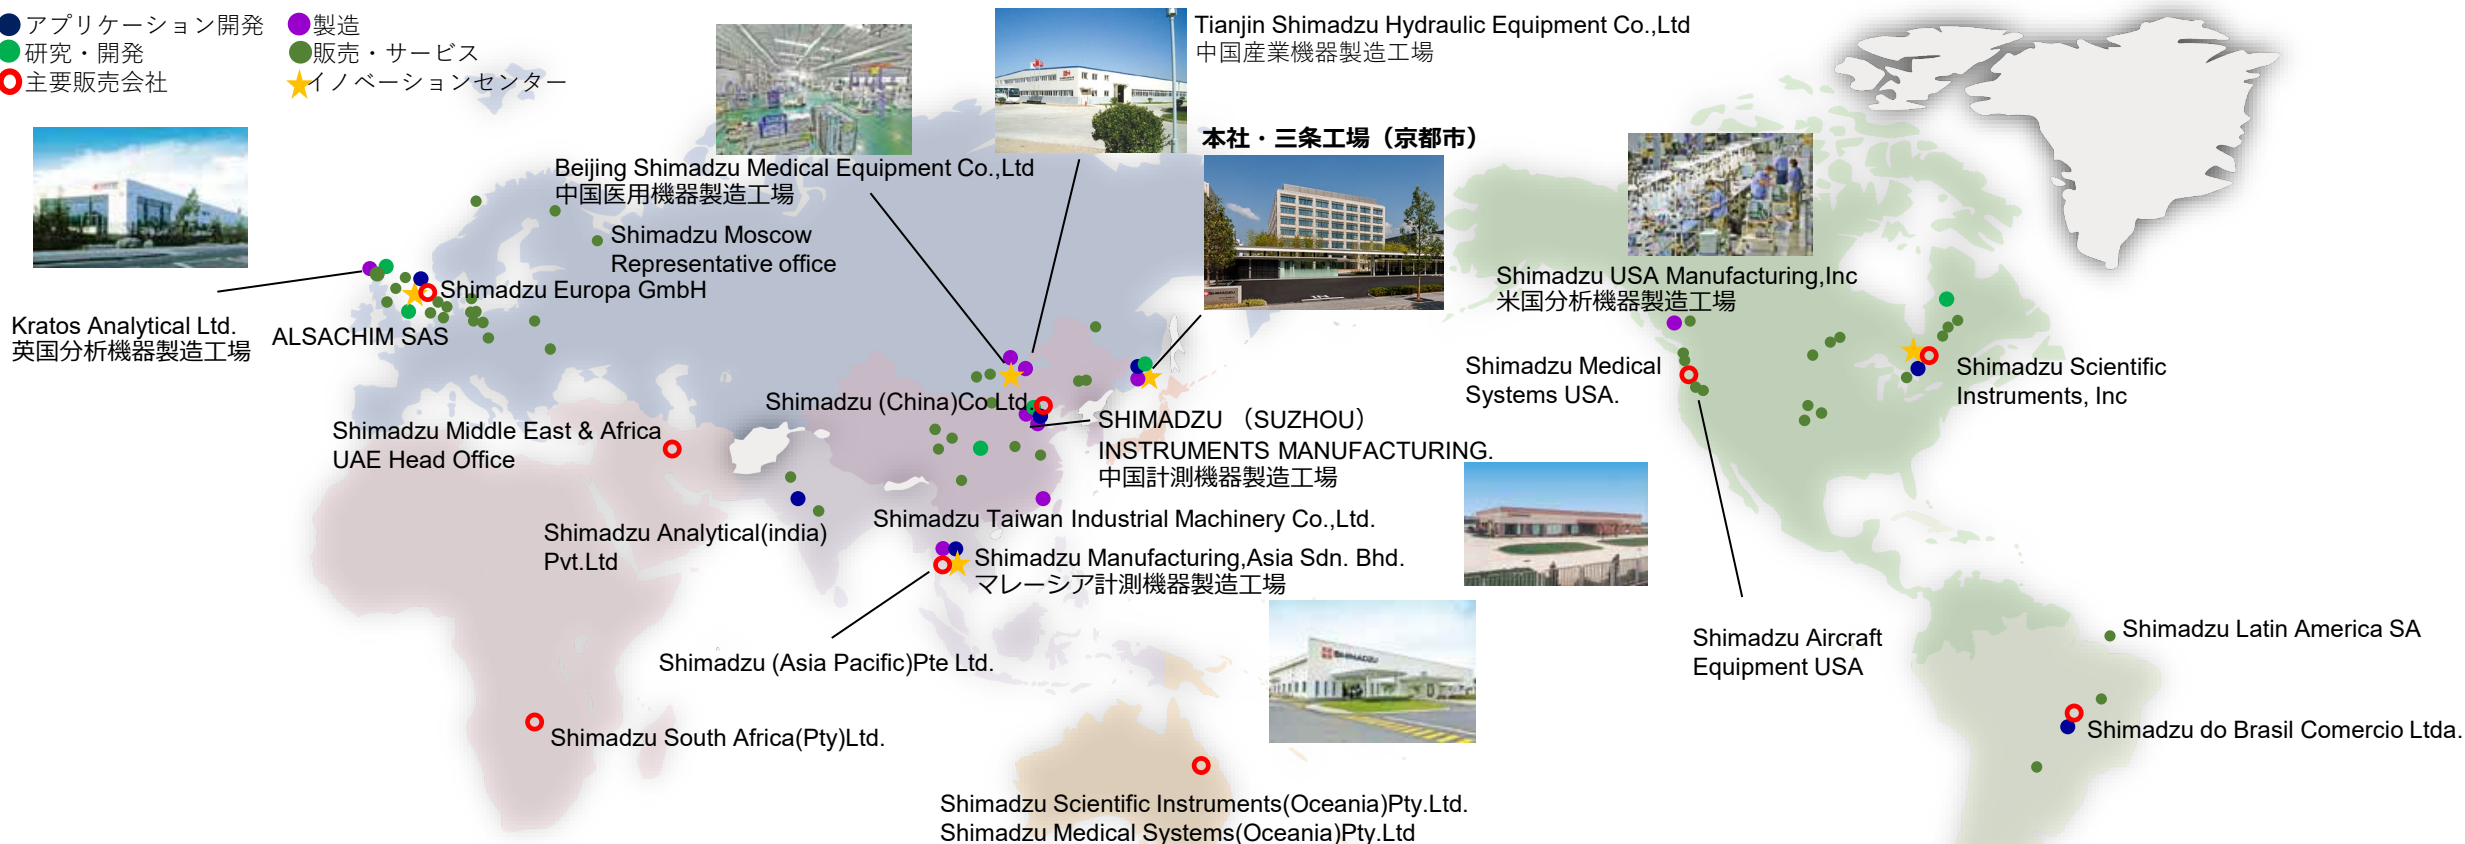 アプリケーション開発
製造
研究・開発
販売・サービス
主要販売会社
イノベーションセンター
Tianjin Shimadzu Hydraulic Equipment Co.,Ltd
中国産業機器製造工場
本社・三条工場（京都市）
Beijing Shimadzu Medical Equipment Co.,Ltd
中国医用機器製造工場
Shimadzu Moscow
Representative office
Shimadzu Europa GmbH
Kratos Analytical Ltd.
英国分析機器製造工場
ALSACHIM SAS
Shimadzu USA Manufacturing,Inc
米国分析機器製造工場
Shimadzu Medical
Systems USA.
Shimadzu Scientific
Instruments, Inc
Shimadzu (China)Co Ltd.
SHIMADZU （SUZHOU）
INSTRUMENTS MANUFACTURING.
中国計測機器製造工場
Shimadzu Middle East & Africa
UAE Head Office
Shimadzu Analytical(india)
Pvt.Ltd
Shimadzu Taiwan Industrial Machinery Co.,Ltd.
Shimadzu Manufacturing,Asia Sdn. Bhd.
マレーシア計測機器製造工場
Shimadzu (Asia Pacific)Pte Ltd.
SHIMADZU
Shimadzu Aircraft
Equipment USA
Shimadzu Latin America SA
Shimadzu South Africa(Pty)Ltd.
Shimadzu do Brasil Comercio Ltda.
Shimadzu Scientific Instruments(Oceania)Pty.Ltd.
Shimadzu Medical Systems(Oceania)Pty.Ltd